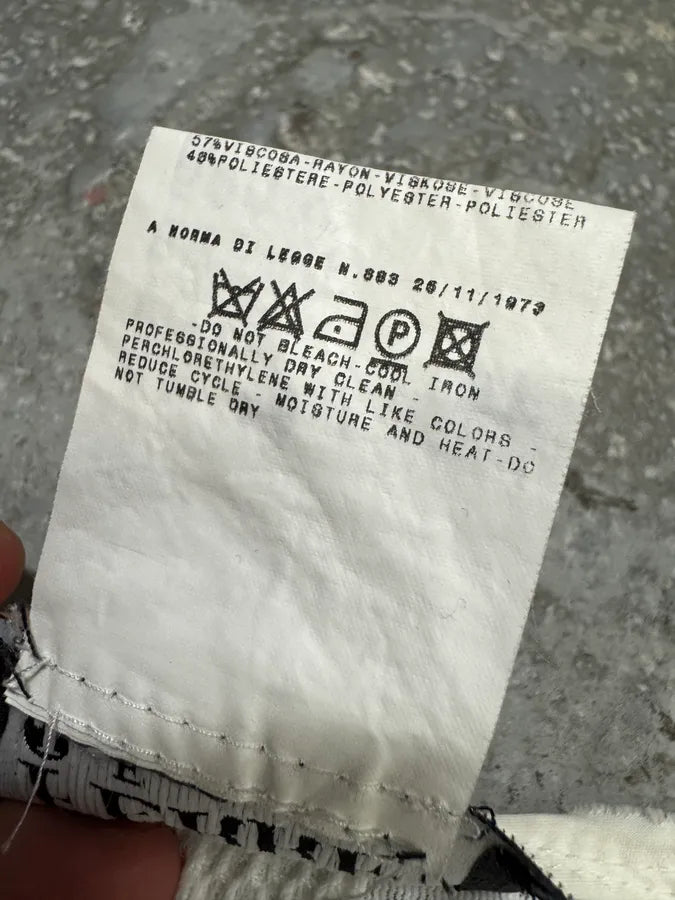 57%VISCOSA-RAYON-VISKOSE-VISCOSE
43%POLIESTERE-POLYESTER-POLIESTER
A NORMA DI LEGGE N.883 26/11/1973
P
-DO NOT BLEACH-COOL IRON
PROFESSIONALLY DRY CLEAN -
PERCHLORETHYLENE WITH LIKE COLORS -
REDUCE CYCLE - MOISTURE AND HEAT-DO
NOT TUMBLE DRY